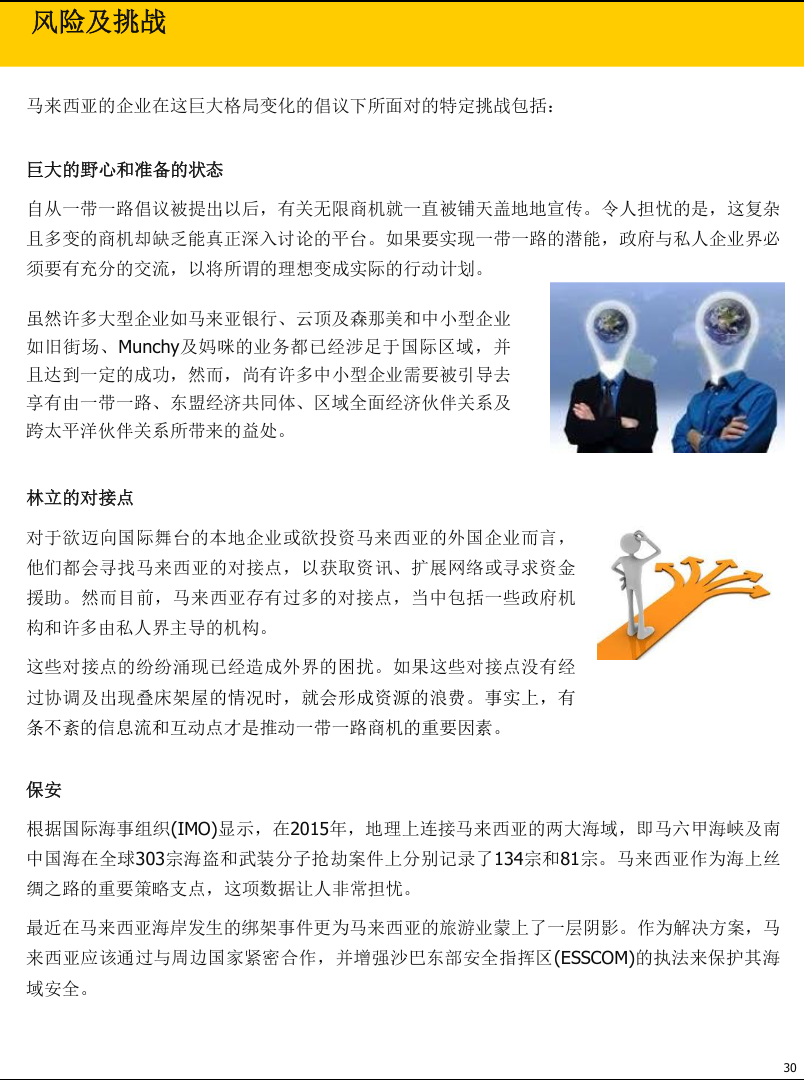 风险及挑战
马来西亚的企业在这巨大格局变化的倡议下所面对的特定挑战包括：
巨大的野心和准备的状态
自从一带一路倡议被提出以后，有关无限商机就一直被铺天盖地地宣传。令人担忧的是，这复杂
且多变的商机却缺乏能真正深入讨论的平台。如果要实现一带一路的潜能，政府与私人企业界必
须要有充分的交流，以将所谓的理想变成实际的行动计划。
虽然许多大型企业如马来亚银行、云顶及森那美和中小型企业
如旧街场、Munchy及妈咪的业务都已经涉足于国际区域，并
且达到一定的成功，然而，尚有许多中小型企业需要被引导去
享有由一带一路、东盟经济共同体、区域全面经济伙伴关系及
跨太平洋伙伴关系所带来的益处。
林立的对接点
对于欲迈向国际舞台的本地企业或欲投资马来西亚的外国企业而言，
他们都会寻找马来西亚的对接点，以获取资讯、扩展网络或寻求资金
援助。然而目前，马来西亚存有过多的对接点，当中包括一些政府机
构和许多由私人界主导的机构。
这些对接点的纷纷涌现已经造成外界的困扰。如果这些对接点没有经
过协调及出现叠床架屋的情况时，就会形成资源的浪费。事实上，有
条不紊的信息流和互动点才是推动一带一路商机的重要因素。
保安
根据国际海事组织(IMO)显示，在2015年，地理上连接马来西亚的两大海域，即马六甲海峡及南
中国海在全球303宗海盗和武装分子抢劫案件上分别记录了134宗和81宗。马来西亚作为海上丝
绸之路的重要策略支点，这项数据让人非常担忧。
最近在马来西亚海岸发生的绑架事件更为马来西亚的旅游业蒙上了一层阴影。作为解决方案，马
来西亚应该通过与周边国家紧密合作，并增强沙巴东部安全指挥区(ESSCOM)的执法来保护其海
域安全。
30